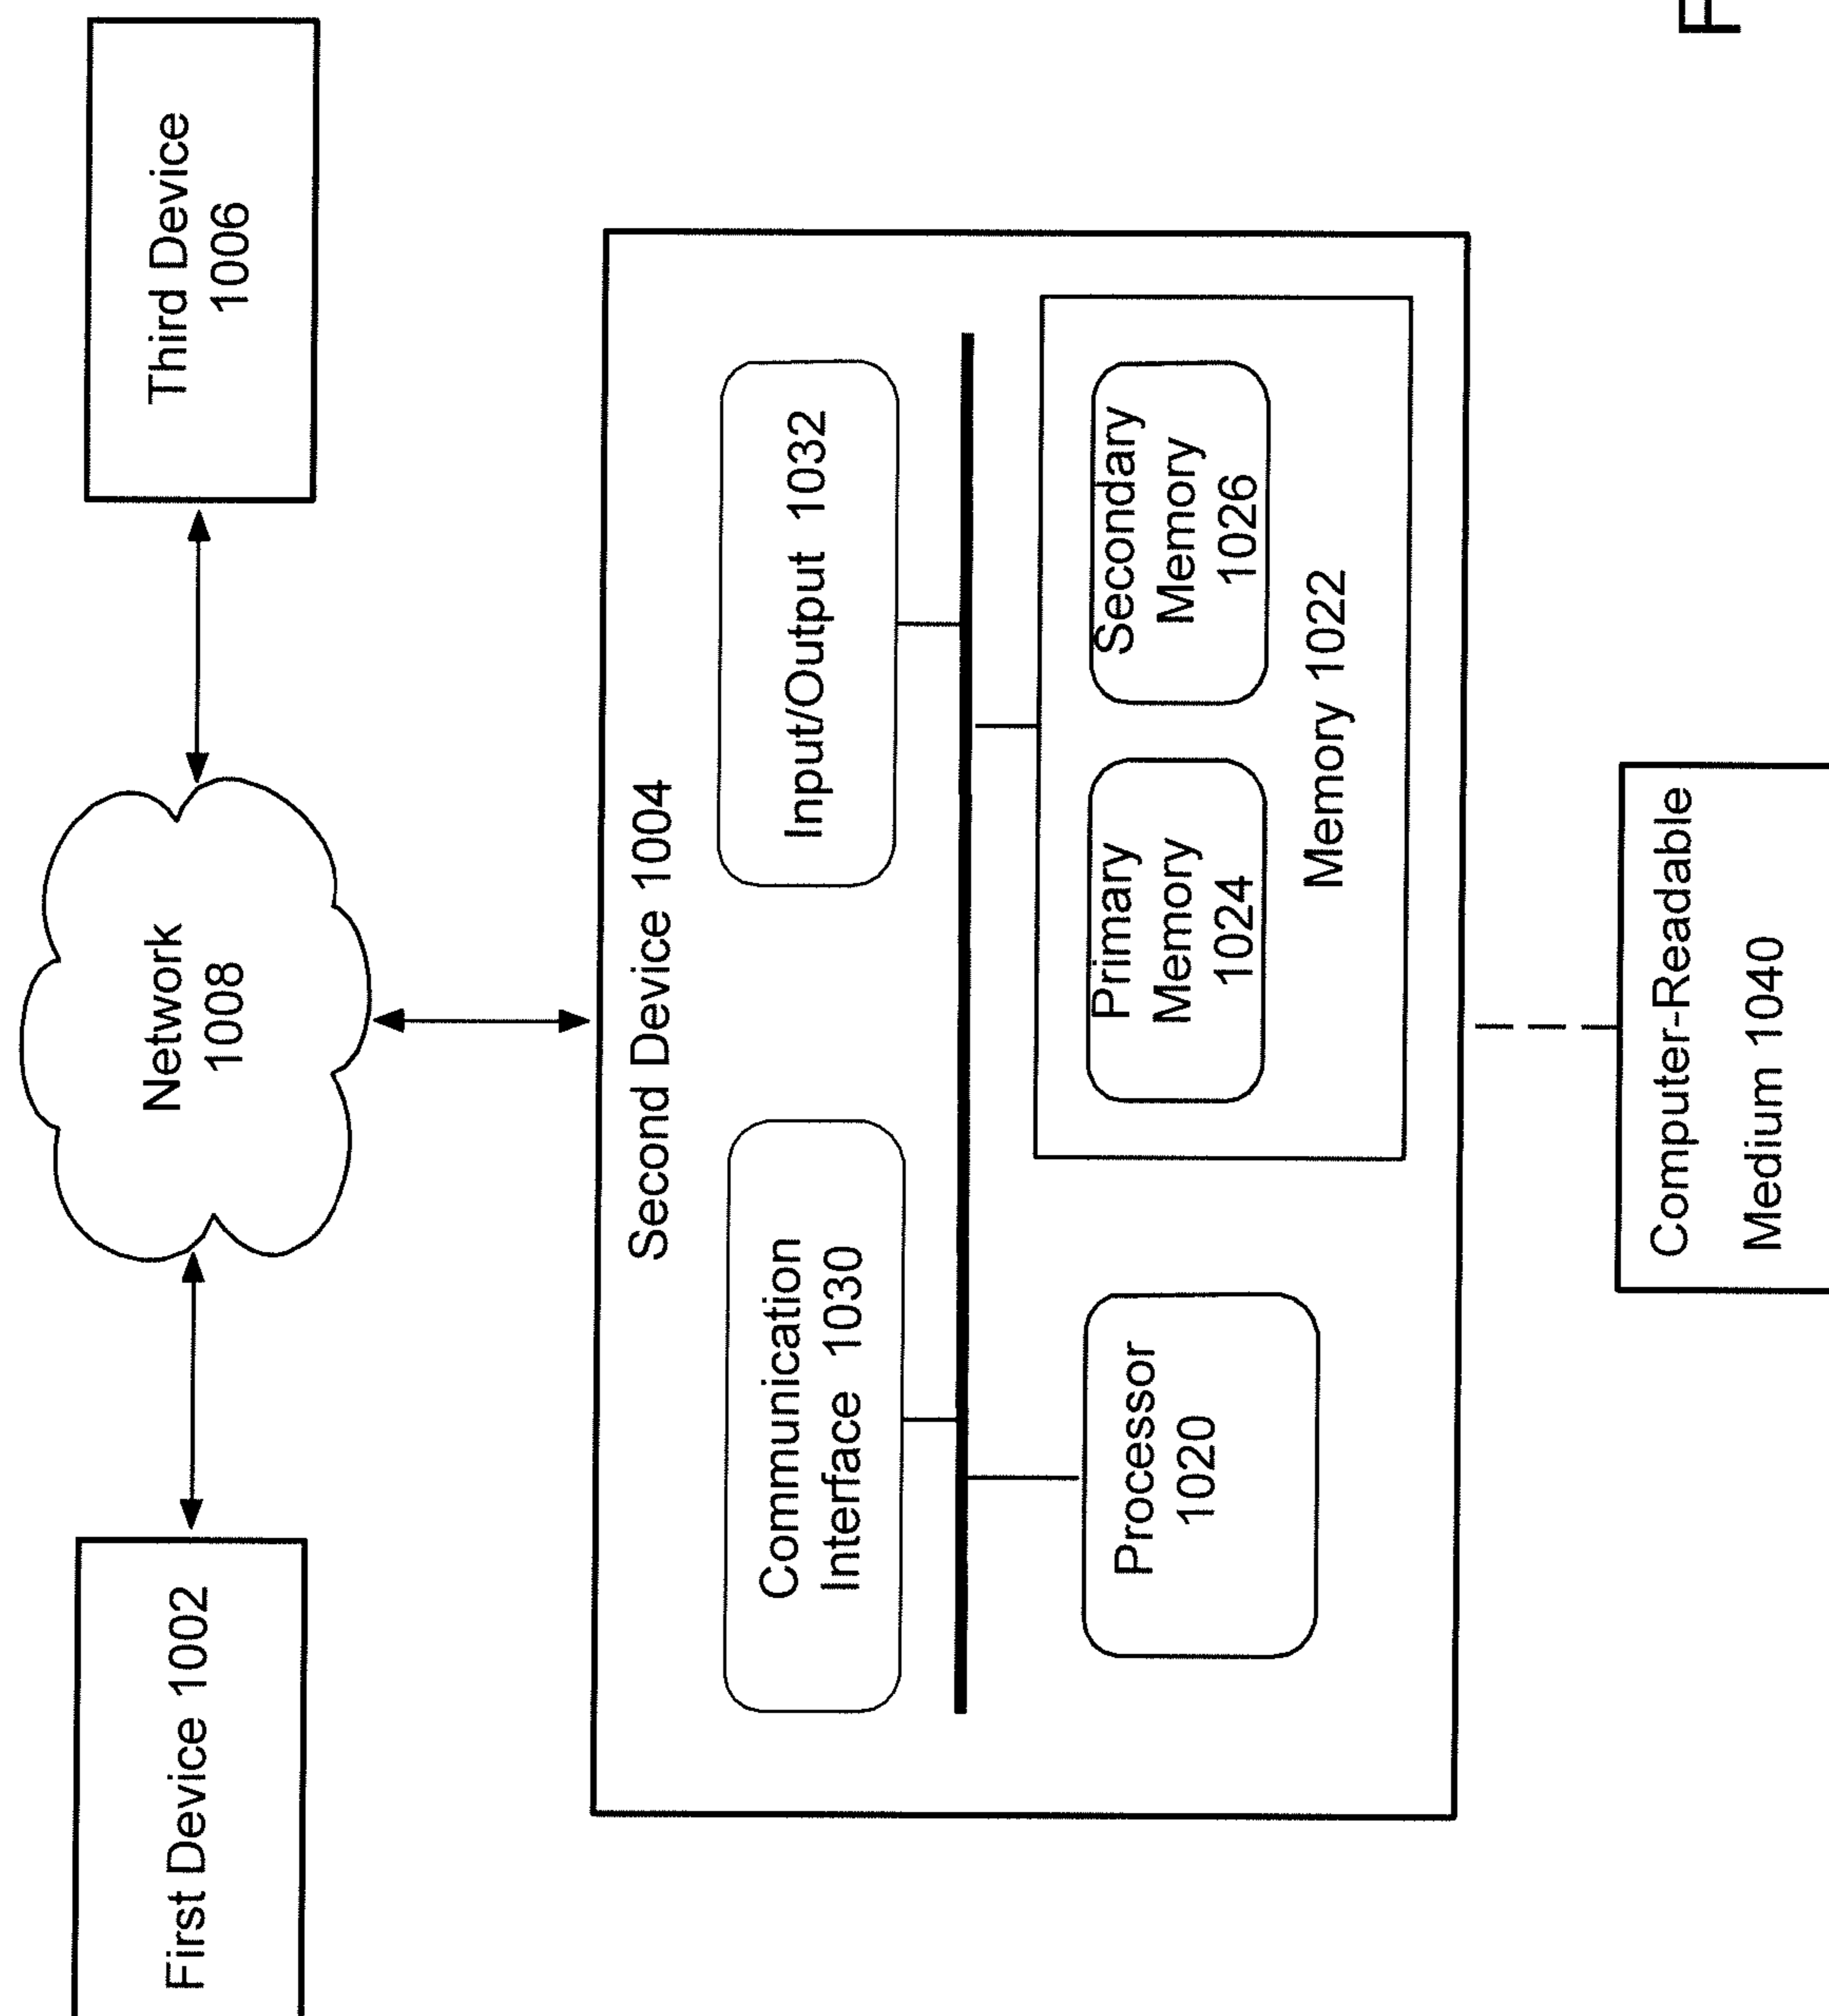 First Device 1002
Network
1008
Third Device
1006
Second Device 1004
Communication
Interface 1030
Input/Output 1032
Processor
1020
Primary
Memory
1024
Secondary
Memory
1026
Memory 1022
Computer-Readable
Medium 1040